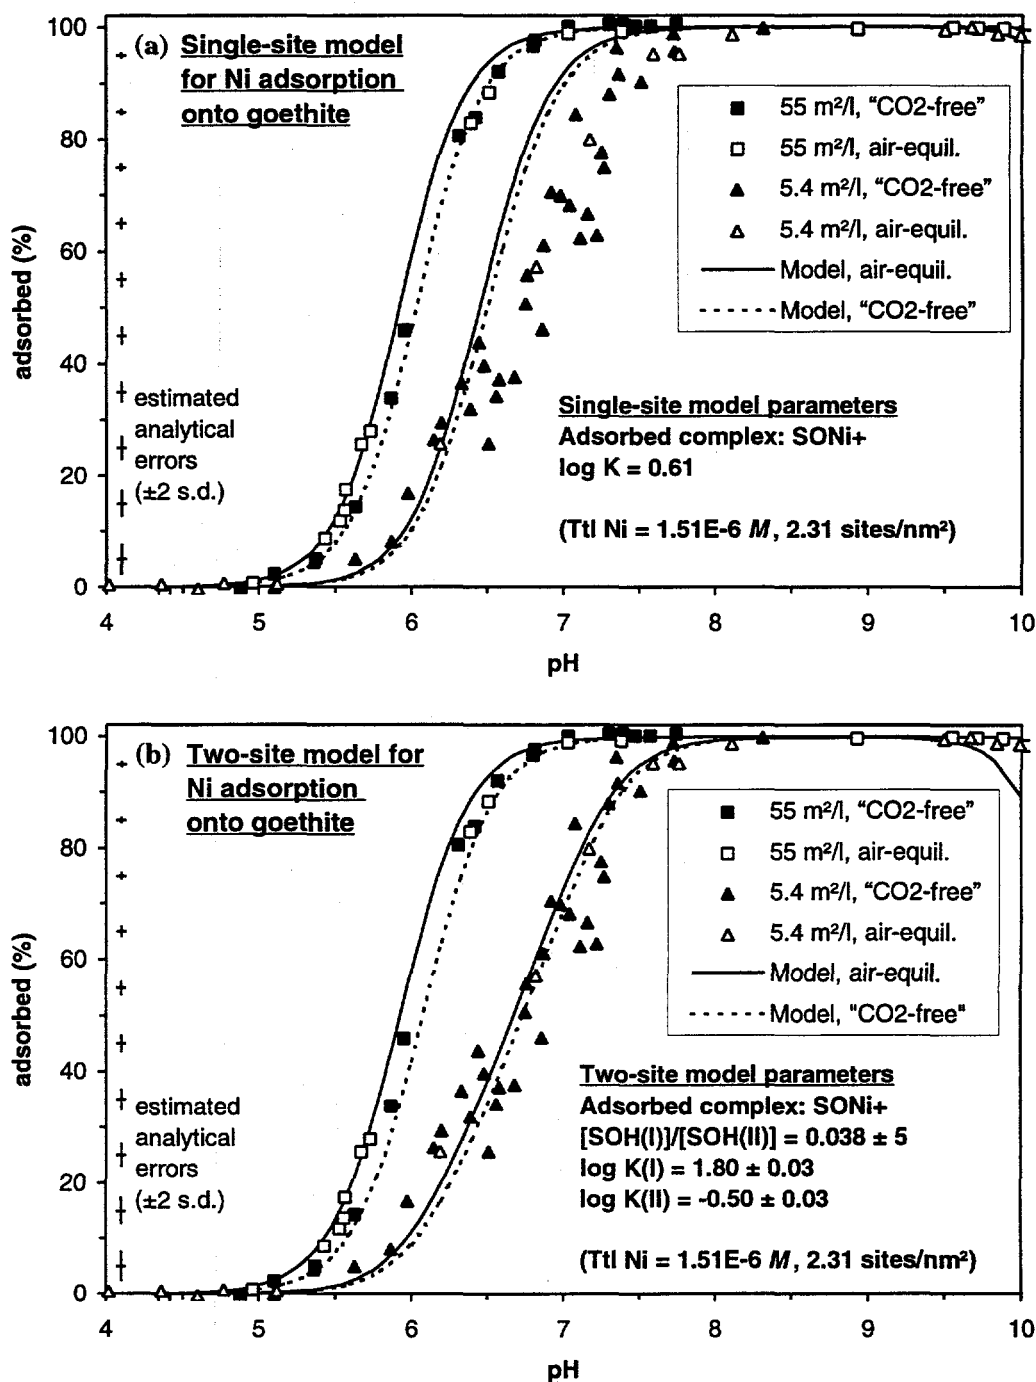 (a) Single-site model
for Ni adsorption
onto goethite
100
80
60
40
20
0
adsorbed (%)
estimated
analytical
errors
(±2 s.d.)
55 m²/l, “CO2-free”
55 m²/l, air-equil.
5.4 m²/l, “CO2-free”
5.4 m²/l, air-equil.
Model, air-equil.
Model, “CO2-free”
Single-site model parameters
Adsorbed complex: SONi+
log K = 0.61
(Ttl Ni = 1.51E-6 M, 2.31 sites/nm²)
4 5 6 7 8 9 10
pH
(b) Two-site model for
Ni adsorption
onto goethite
100
80
60
40
20
0
adsorbed (%)
estimated
analytical
errors
(±2 s.d.)
55 m²/l, “CO2-free”
55 m²/l, air-equil.
5.4 m²/l, “CO2-free”
5.4 m²/l, air-equil.
Model, air-equil.
Model, "CO2-free"
Two-site model parameters
Adsorbed complex: SONi+
[SOH(I)]/[SOH(II)] = 0.038 ± 5
log K(I) = 1.80 ± 0.03
log K(II) = -0.50 ± 0.03
(Ttl Ni = 1.51E-6 M, 2.31 sites/nm²)
4 5 6 7 8 9 10
pH